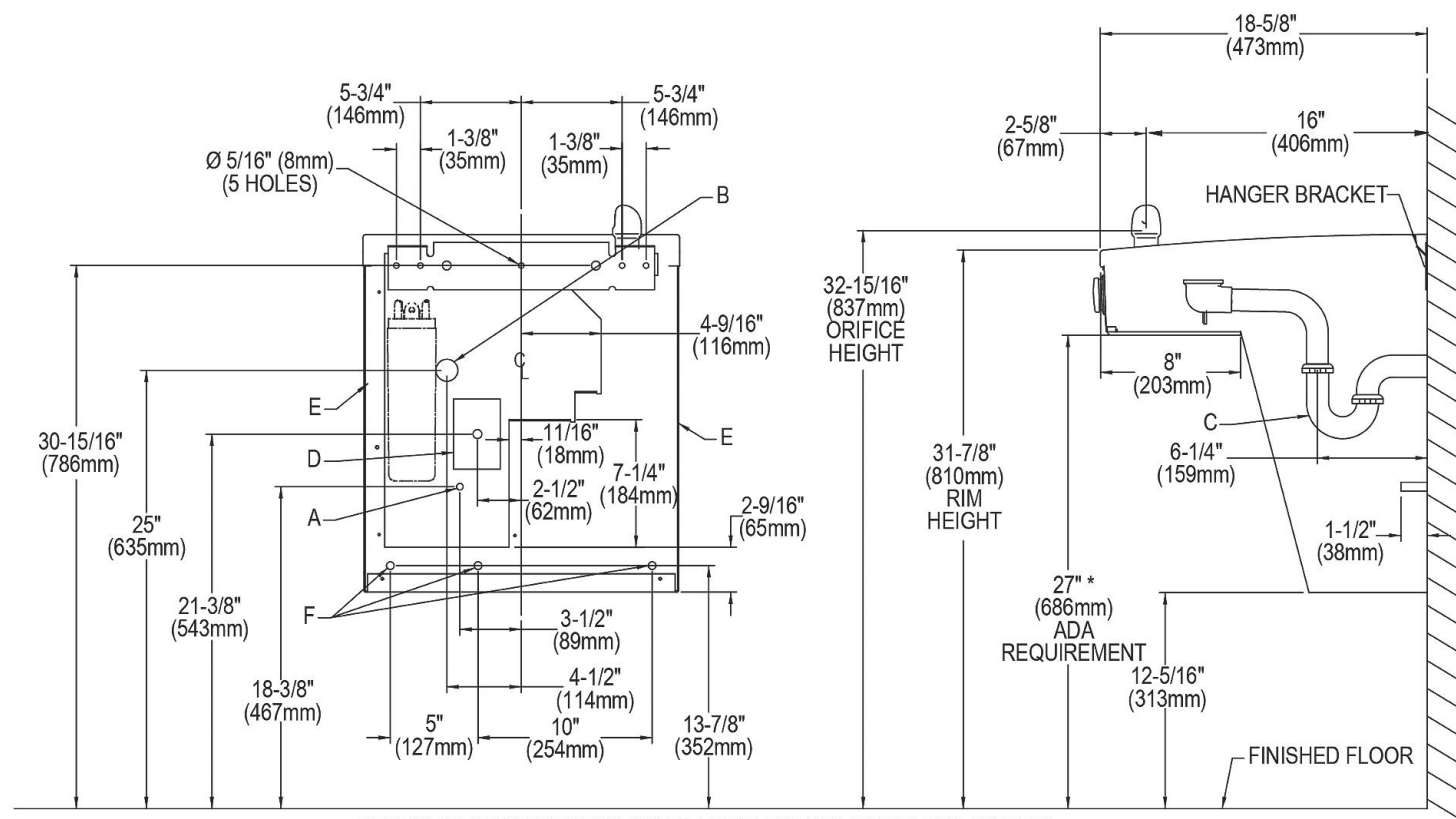 18-5/8"
(473mm)
5-3/4"
(146mm)
5-3/4"
(146mm)
1-3/8"
(35mm)
1-3/8"
(35mm)
2-5/8"
(67mm)
16"
(406mm)
Ø 5/16" (8mm)
(5 HOLES)
B
HANGER BRACKET
32-15/16"
(837mm)
ORIFICE
HEIGHT
4-9/16"
(116mm)
CL
8"
(203mm)
E
E
C
30-15/16"
(786mm)
11/16"
(18mm)
D
7-1/4"
(184mm)
31-7/8"
(810mm)
RIM
HEIGHT
6-1/4"
(159mm)
2-1/2"
(62mm)
A
2-9/16"
(65mm)
25"
(635mm)
1-1/2"
(38mm)
27" *
(686mm)
ADA
REQUIREMENT
21-3/8"
(543mm)
F
3-1/2"
(89mm)
4-1/2"
(114mm)
18-3/8"
(467mm)
12-5/16"
(313mm)
5"
(127mm)
10"
(254mm)
13-7/8"
(352mm)
FINISHED FLOOR